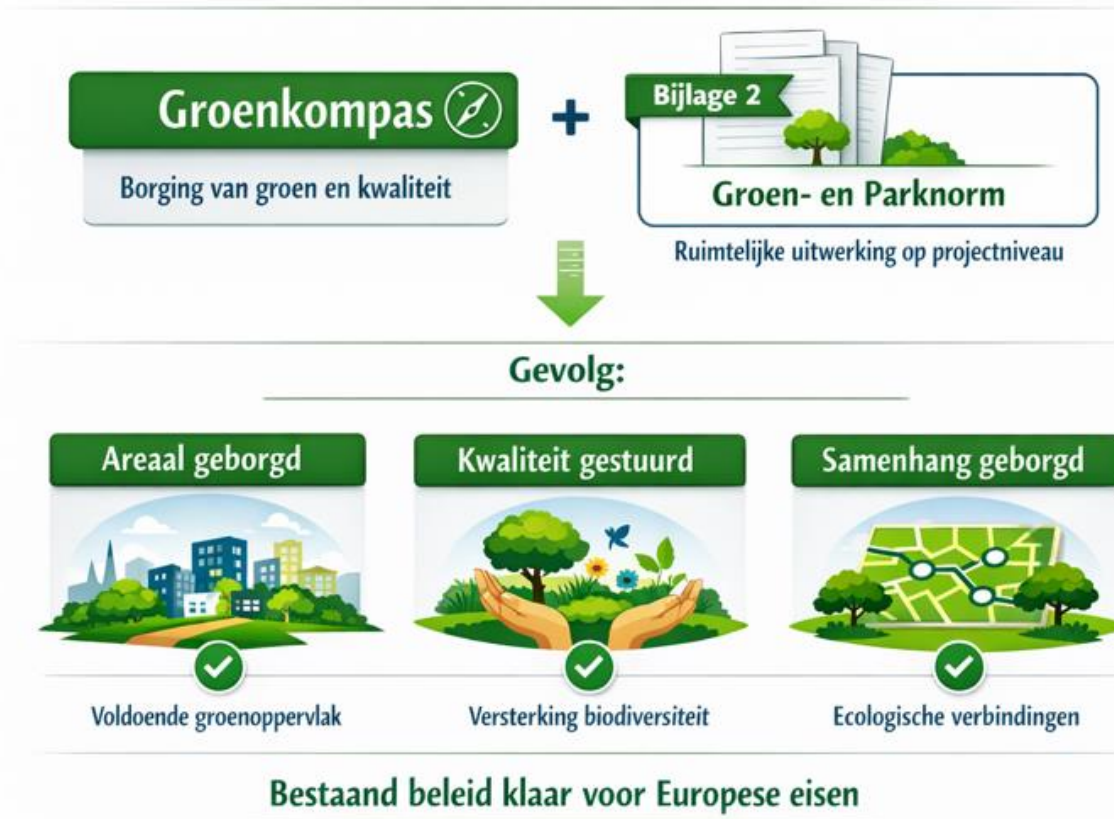 Groenkompas
Borging van groen en kwaliteit
+
Bijlage 2
Groen- en Parknorm
Ruimtelijke uitwerking op projectniveau
Gevolg:
Areaal geborgd
Kwaliteit gestuurd
Samenhang geborgd
Voldoende groenoppervlak
Versterking biodiversiteit
Ecologische verbindingen
Bestaand beleid klaar voor Europese eisen